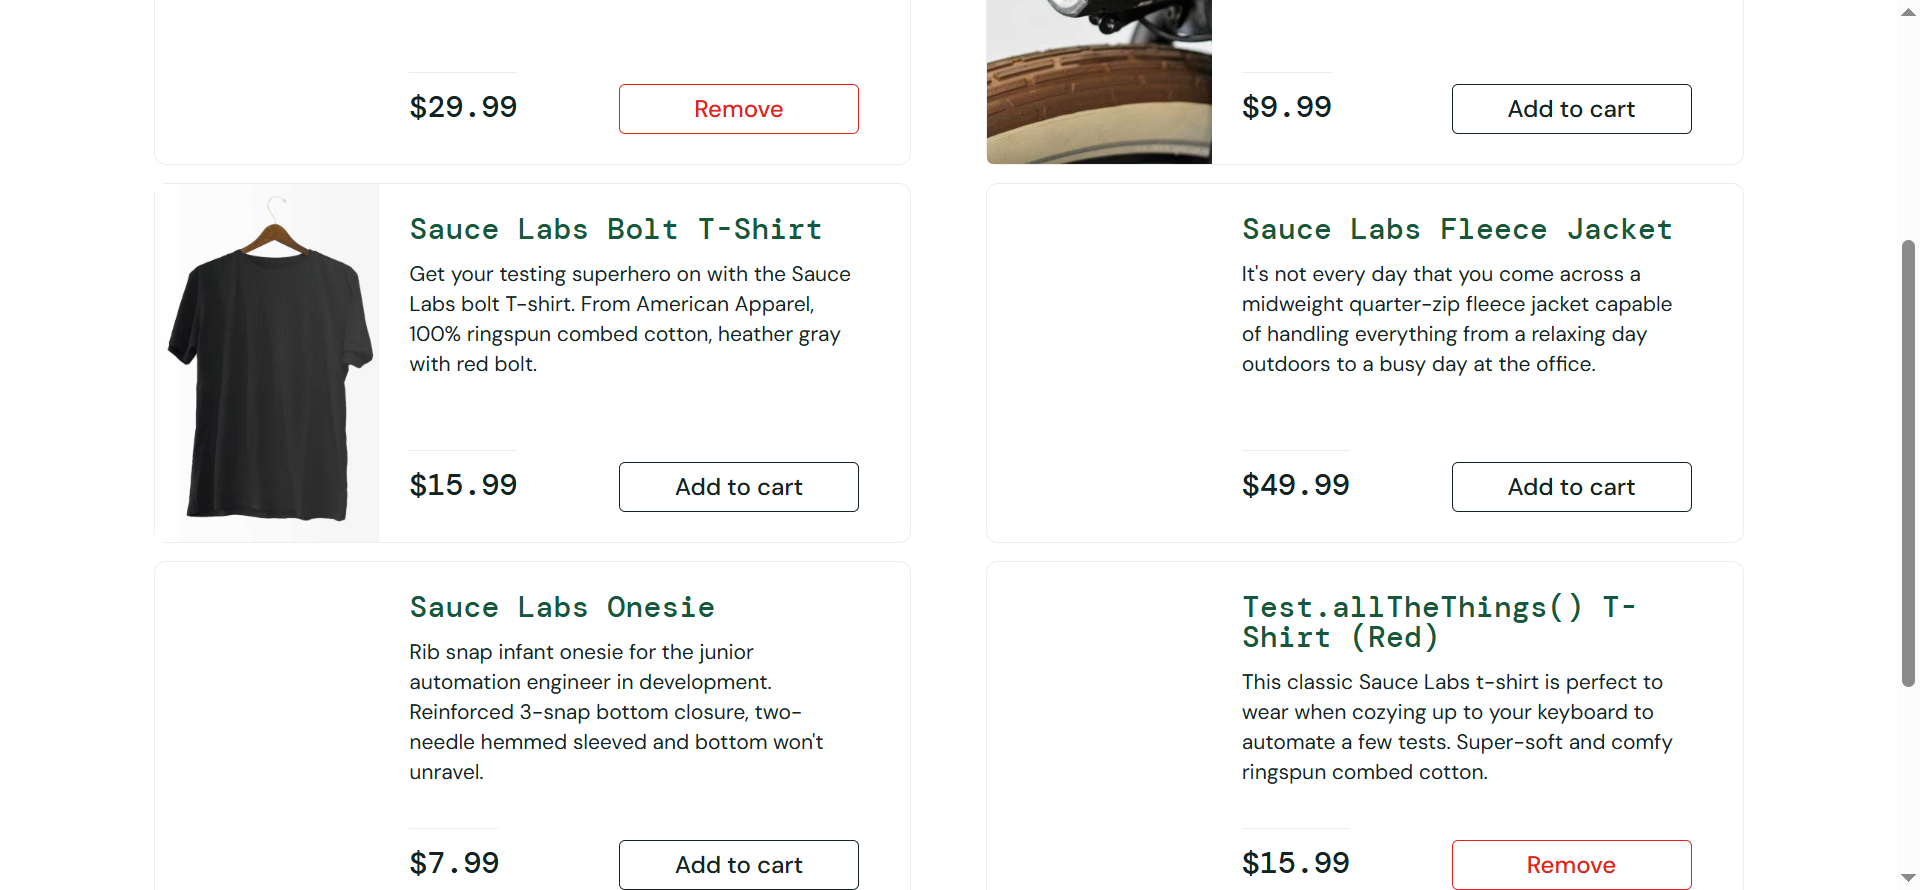 $29.99
Remove
$9.99
Add to cart
Sauce Labs Bolt T-Shirt
Get your testing superhero on with the Sauce
Labs bolt T-shirt. From American Apparel,
100% ringspun combed cotton, heather gray
with red bolt.
$15.99
Add to cart
Sauce Labs Fleece Jacket
It's not every day that you come across a
midweight quarter-zip fleece jacket capable
of handling everything from a relaxing day
outdoors to a busy day at the office.
$49.99
Add to cart
Sauce Labs Onesie
Rib snap infant onesie for the junior
automation engineer in development.
Reinforced 3-snap bottom closure, two-
needle hemmed sleeved and bottom won't
unravel.
$7.99
Add to cart
Test.allTheThings() T-
Shirt (Red)
This classic Sauce Labs t-shirt is perfect to
wear when cozying up to your keyboard to
automate a few tests. Super-soft and comfy
ringspun combed cotton.
$15.99
Remove